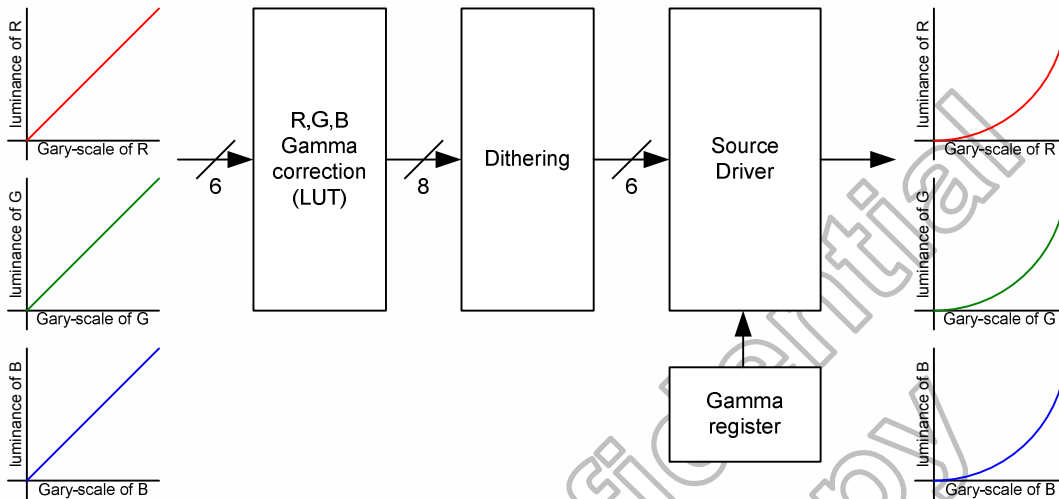 luminance of R
Gary-scale of R
luminance of G
Gary-scale of G
luminance of B
Gary-scale of B
6
R,G,B
Gamma
correction
(LUT)
8
Dithering
6
Source
Driver
Gamma
register
luminance of R
Gary-scale of R
luminance of G
Gary-scale of G
luminance of B
Gary-scale of B